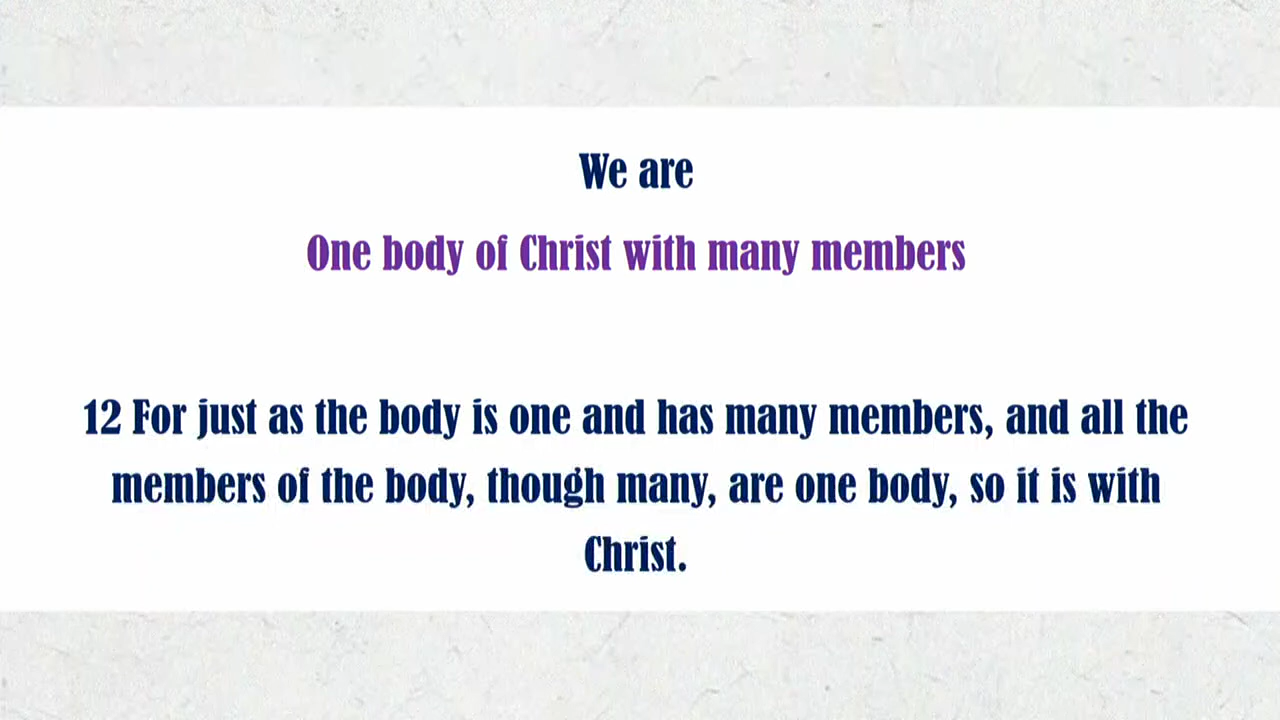 We are
One body of Christ with many members
12 For just as the body is one and has many members, and all the
members of the body, though many, are one body, so it is with
Christ.